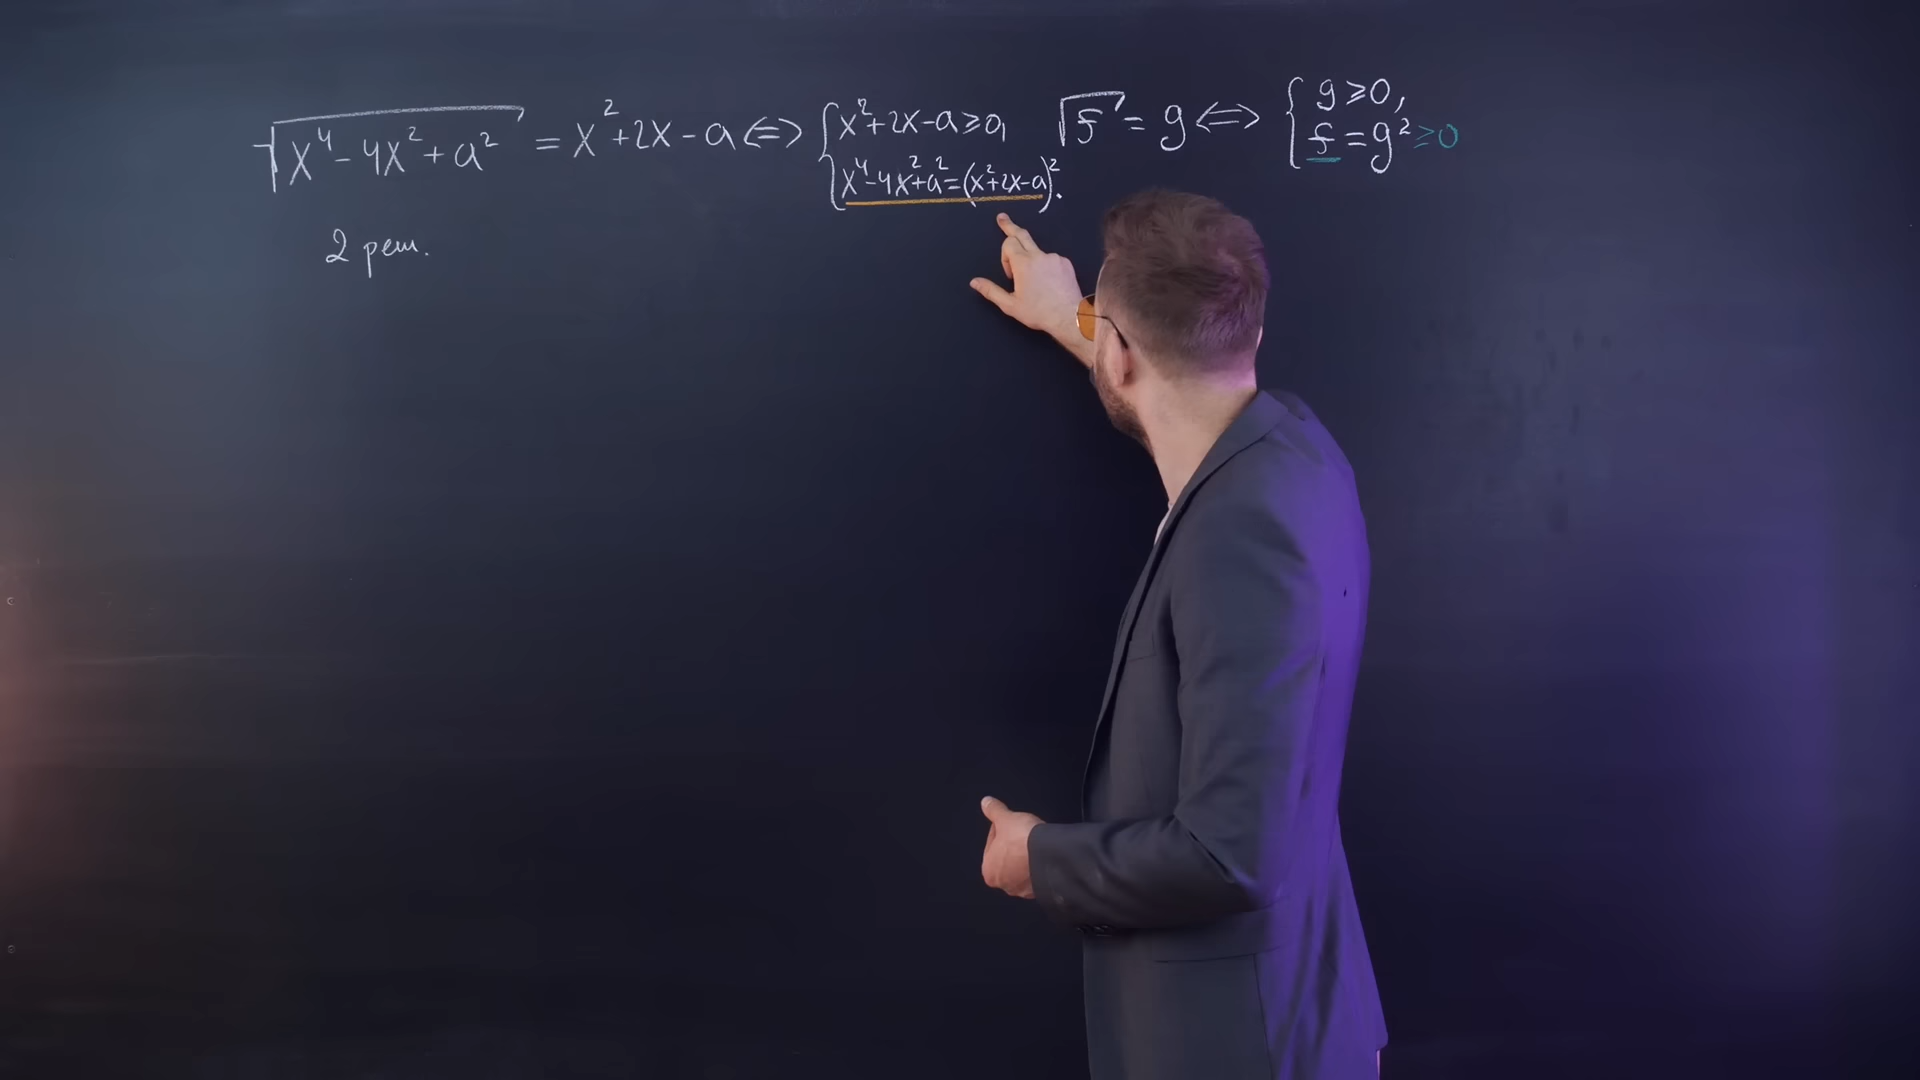 √(x⁴-4x²+a²) = x²+2x-a ⇔ { x²+2x-a ≥ 0,
x⁴-4x²+a² = (x²+2x-a)².
√f = g ⇔ { g ≥ 0,
f = g² ≥ 0
2 реш.